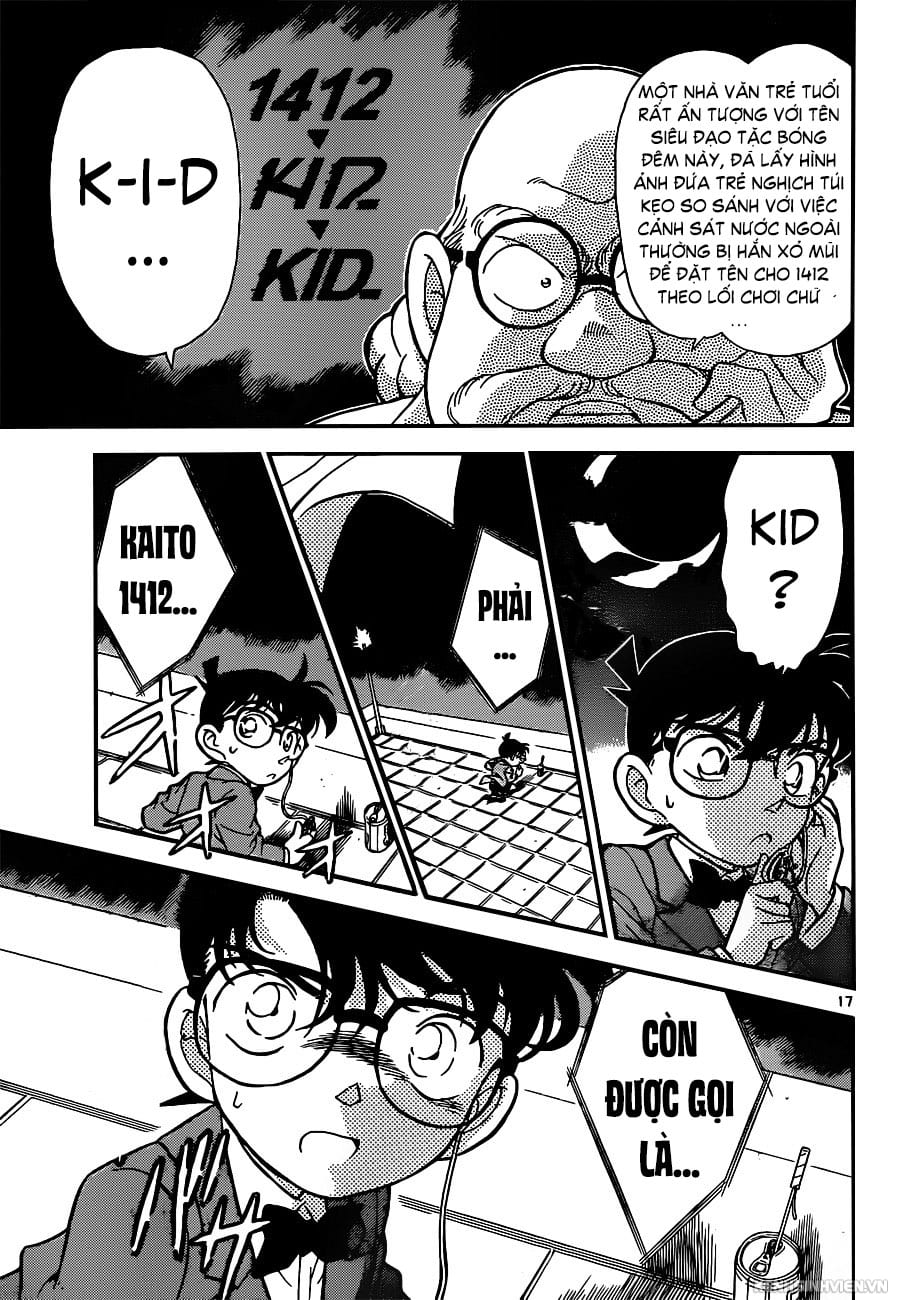 MỘT NHÀ VĂN TRẺ TUỔI
RẤT ẤN TƯỢNG VỚI TÊN
SIÊU ĐẠO TẶC BÓNG
ĐÊM NÀY, ĐÃ LẤY HÌNH
ẢNH ĐỨA TRẺ NGHỊCH TÚI
KẸO SO SÁNH VỚI VIỆC
CẢNH SÁT NƯỚC NGOÀI
THƯỜNG BỊ HẮN XỎ MŨI
ĐỂ ĐẶT TÊN CHO 1412
THEO LỐI CHƠI CHỮ
...
1412
KID
KID
K-I-D
...
KID
?
PHẢI
...
KAITO
1412...
17
CÒN
ĐƯỢC GỌI
LÀ...